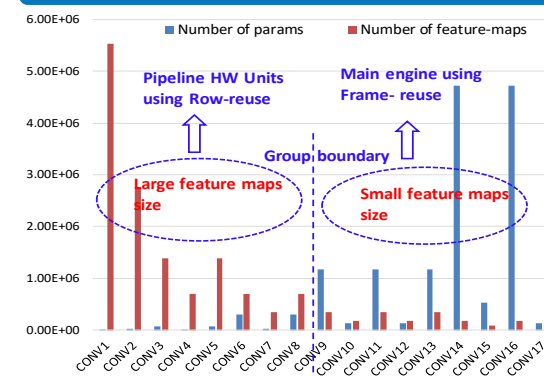 6.00E+06
5.00E+06
4.00E+06
3.00E+06
2.00E+06
1.00E+06
0.00E+00
Number of params
Number of feature-maps
Pipeline HW Units
using Row-reuse
Main engine using
Frame- reuse
Group boundary
Large feature maps
size
Small feature maps
size
CONV1
CONV2
CONV3
CONV4
CONV5
CONV6
CONV7
CONV8
CONV9
CONV10
CONV11
CONV12
CONV13
CONV14
CONV15
CONV16
CONV17